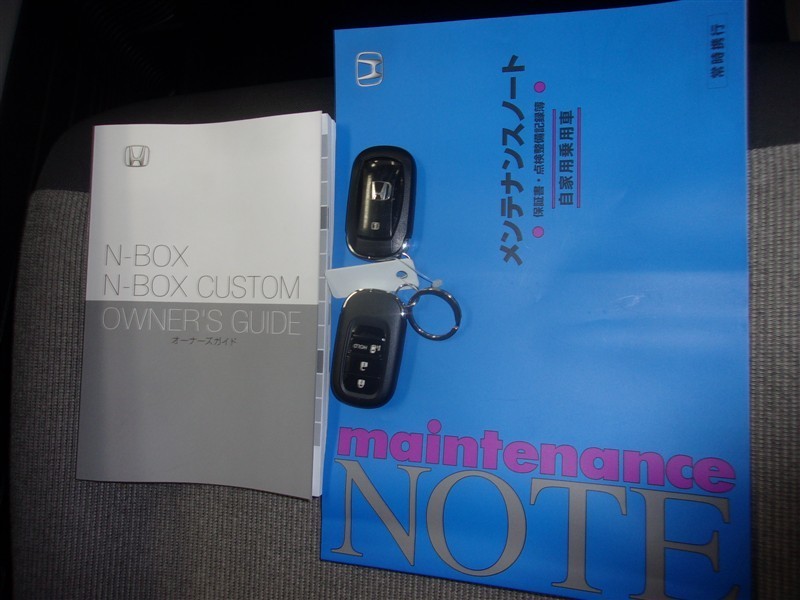 N-BOX
N-BOX CUSTOM
OWNER'S GUIDE
オーナーズガイド
常時携行
メンテナンスノート
保証書・点検整備記録簿
自家用乗用車
HOLD
maintenance
NOTE